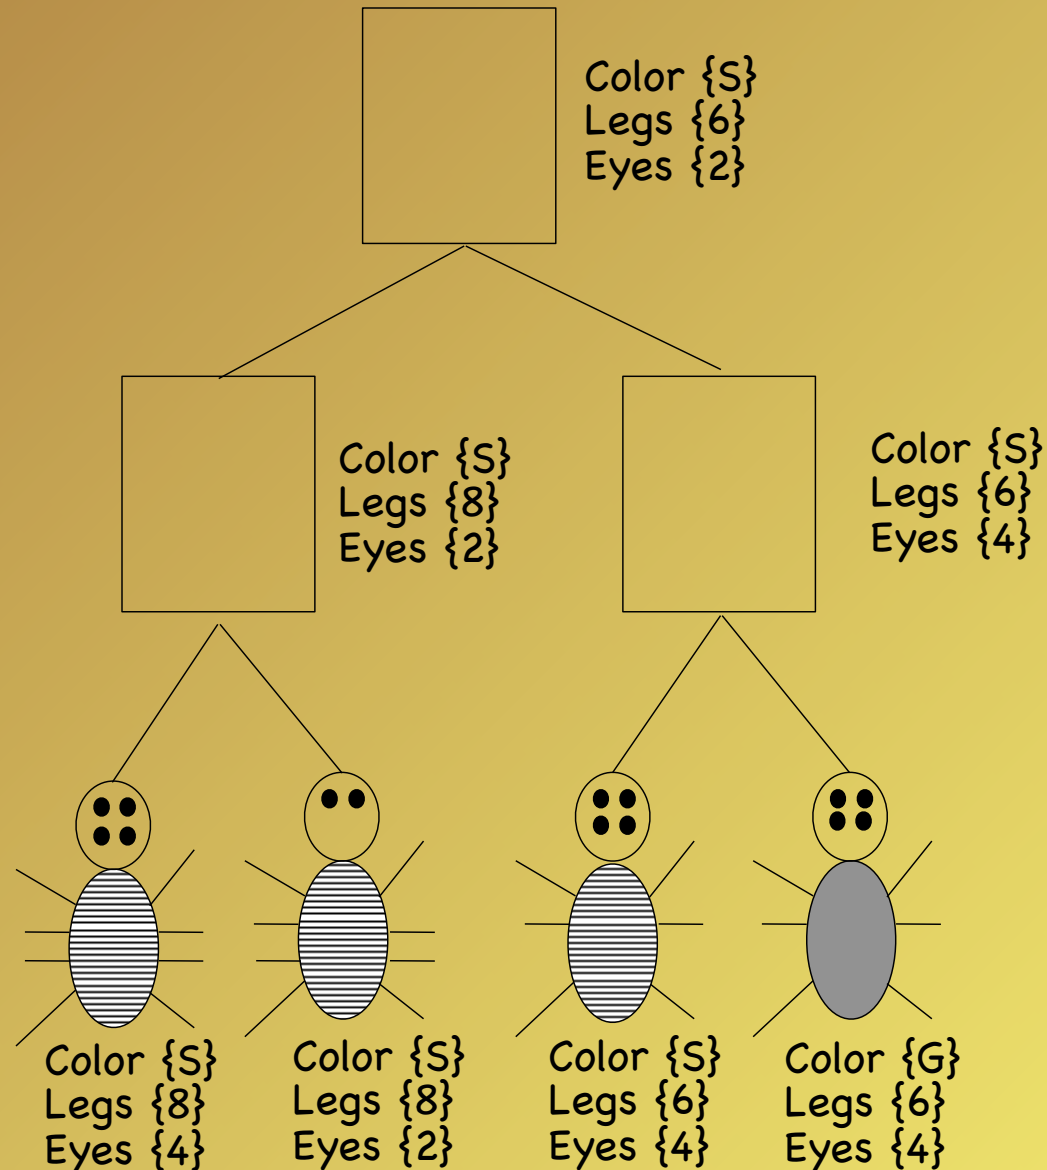 Color {S}
Legs {6}
Eyes {2}
Color {S}
Legs {8}
Eyes {2}
Color {S}
Legs {6}
Eyes {4}
Color {S}
Legs {8}
Eyes {4}
Color {S}
Legs {8}
Eyes {2}
Color {S}
Legs {6}
Eyes {4}
Color {G}
Legs {6}
Eyes {4}